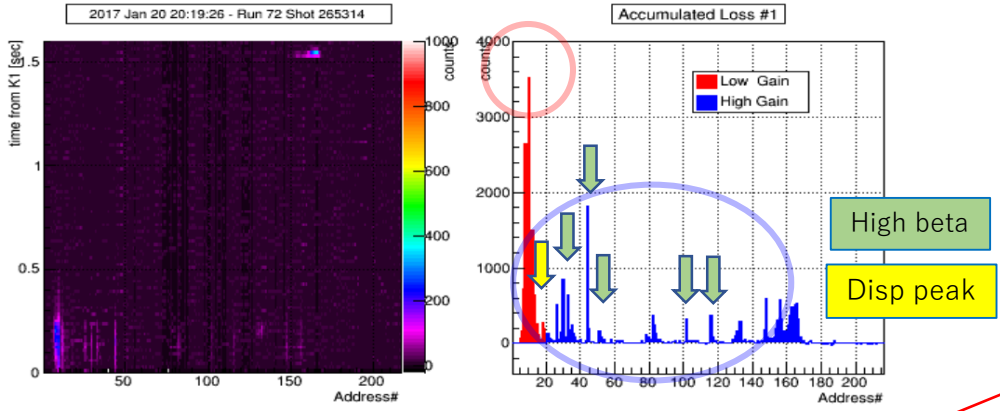 2017 Jan 20 20:19:26 - Run 72 Shot 265314
time from K1 [sec]
1.5
1
0.5
0
50
100
150
200
Address#
1000
800
600
400
200
0
counts
Accumulated Loss #1
counts
4000
3000
2000
1000
0
Low Gain
High Gain
20 40 60 80 100 120 140 160 180 200
Address#
High beta
Disp peak